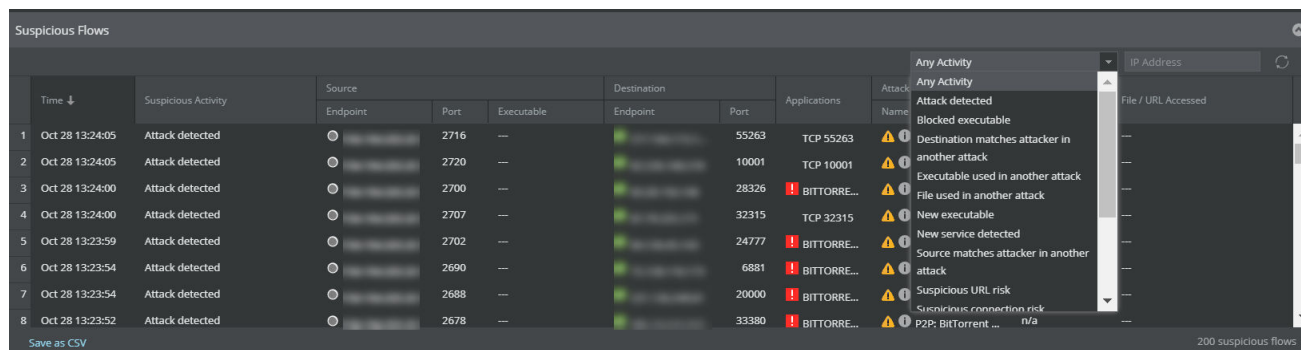 Suspicious Flows
Any Activity
IP Address
Time Suspicious Activity Source Destination Applications Attack File / URL Accessed
Endpoint Port Executable Endpoint Port Name
Any Activity
Attack detected
Blocked executable
Destination matches attacker in
another attack
Executable used in another attack
File used in another attack
New executable
New service detected
Source matches attacker in another
attack
Suspicious URL risk
Suspicious connection risk
1 Oct 28 13:24:05 Attack detected 2716 --- 55263 TCP 55263 ---
2 Oct 28 13:24:05 Attack detected 2720 --- 10001 TCP 10001 ---
3 Oct 28 13:24:00 Attack detected 2700 --- 28326 BITTORRE... ---
4 Oct 28 13:24:00 Attack detected 2707 --- 32315 TCP 32315 ---
5 Oct 28 13:23:59 Attack detected 2702 --- 24777 BITTORRE... ---
6 Oct 28 13:23:54 Attack detected 2690 --- 6881 BITTORRE... ---
7 Oct 28 13:23:54 Attack detected 2688 --- 20000 BITTORRE... ---
8 Oct 28 13:23:52 Attack detected 2678 --- 33380 BITTORRE... P2P: BitTorrent ... n/a ---
Save as CSV
200 suspicious flows